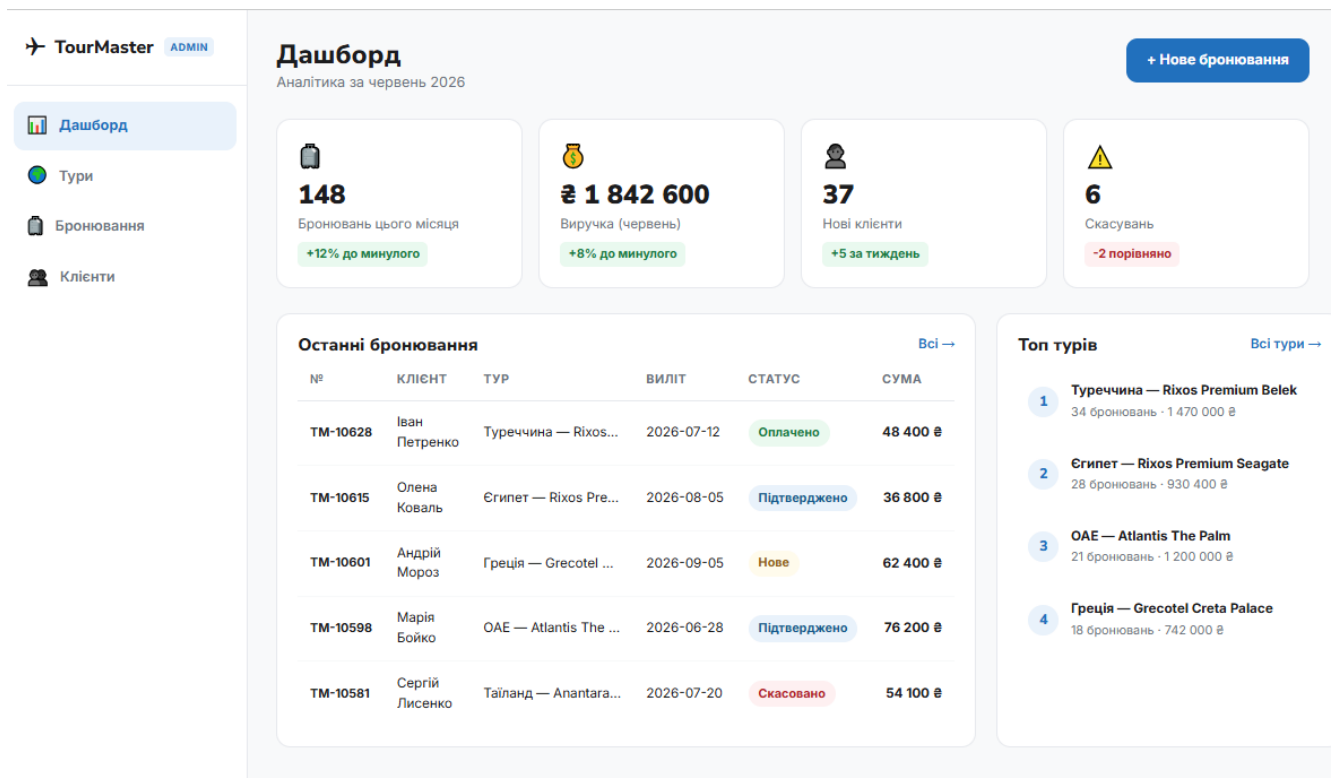 TourMaster ADMIN
Дашборд
Тури
Бронювання
Клієнти
Дашборд
Аналітика за червень 2026
+ Нове бронювання
148
Бронювань цього місяця
+12% до минулого
₴ 1 842 600
Виручка (червень)
+8% до минулого
37
Нові клієнти
+5 за тиждень
6
Скасувань
-2 порівняно
Останні бронювання Всі →
№ КЛІЄНТ ТУР ВИЛІТ СТАТУС СУМА
TM-10628 Іван Петренко Туреччина — Rixos... 2026-07-12 Оплачено 48 400 ₴
TM-10615 Олена Коваль Єгипет — Rixos Pre... 2026-08-05 Підтверджено 36 800 ₴
TM-10601 Андрій Мороз Греція — Grecotel ... 2026-09-05 Нове 62 400 ₴
TM-10598 Марія Бойко ОАЕ — Atlantis The ... 2026-06-28 Підтверджено 76 200 ₴
TM-10581 Сергій Лисенко Таїланд — Anantara... 2026-07-20 Скасовано 54 100 ₴
Топ турів Всі тури →
1 Туреччина — Rixos Premium Belek
34 бронювань · 1 470 000 ₴
2 Єгипет — Rixos Premium Seagate
28 бронювань · 930 400 ₴
3 ОАЕ — Atlantis The Palm
21 бронювань · 1 200 000 ₴
4 Греція — Grecotel Creta Palace
18 бронювань · 742 000 ₴